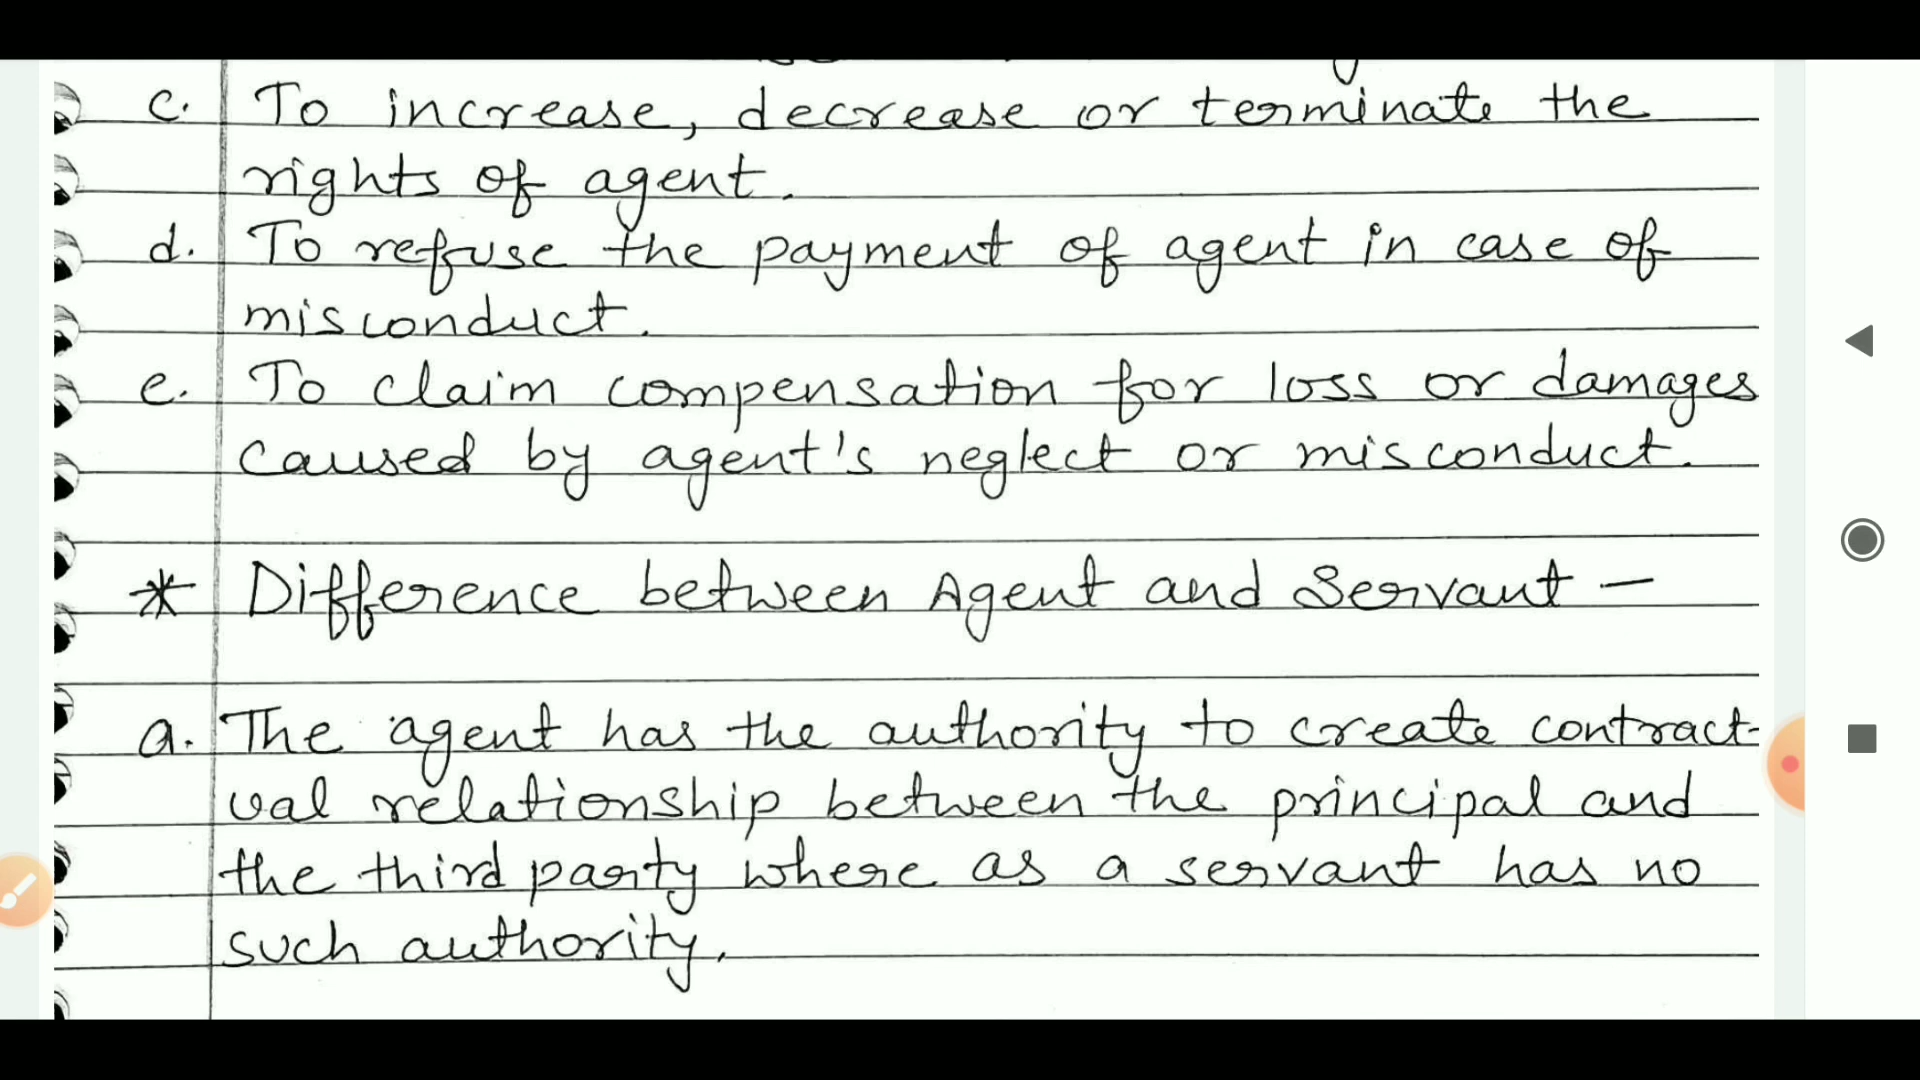 c. To increase, decrease or terminate the
rights of agent.
d. To refuse the payment of agent in case of
misconduct.
e. To claim compensation for loss or damages
caused by agent's neglect or misconduct.
* Difference between Agent and Servant -
a. The agent has the authority to create contract-
ual relationship between the principal and
the third party where as a servant has no
such authority.